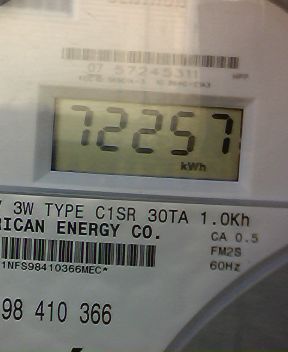 07 57245311
72257
kWh
3W TYPE C1SR 30TA 1.0Kh
RICAN ENERGY CO.
CA 0.5
FM2S
60Hz
1NFS98410366MEC*
98 410 366